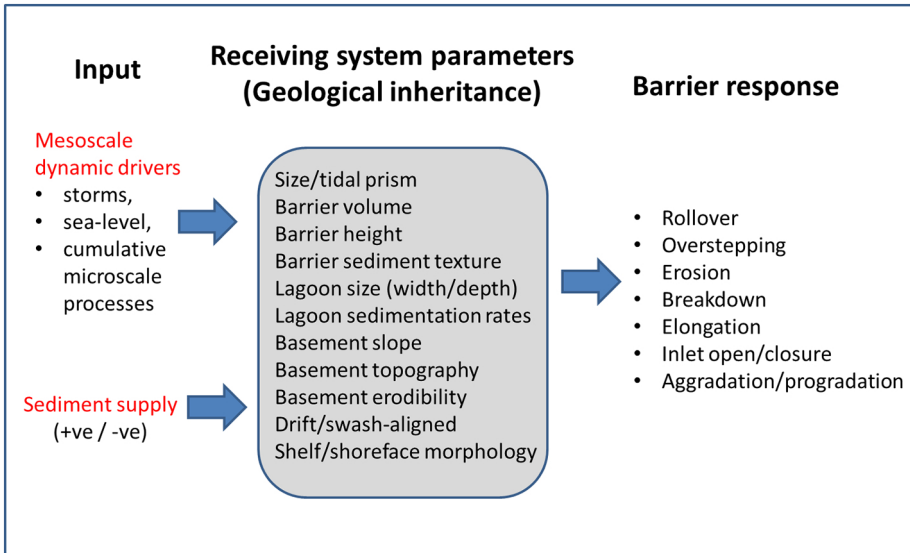 Input
Receiving system parameters
(Geological inheritance)
Barrier response
Mesoscale
dynamic drivers
• storms,
• sea-level,
• cumulative
microscale
processes
Sediment supply
(+ve / -ve)
Size/tidal prism
Barrier volume
Barrier height
Barrier sediment texture
Lagoon size (width/depth)
Lagoon sedimentation rates
Basement slope
Basement topography
Basement erodibility
Drift/swash-aligned
Shelf/shoreface morphology
• Rollover
• Overstepping
• Erosion
• Breakdown
• Elongation
• Inlet open/closure
• Aggradation/progradation